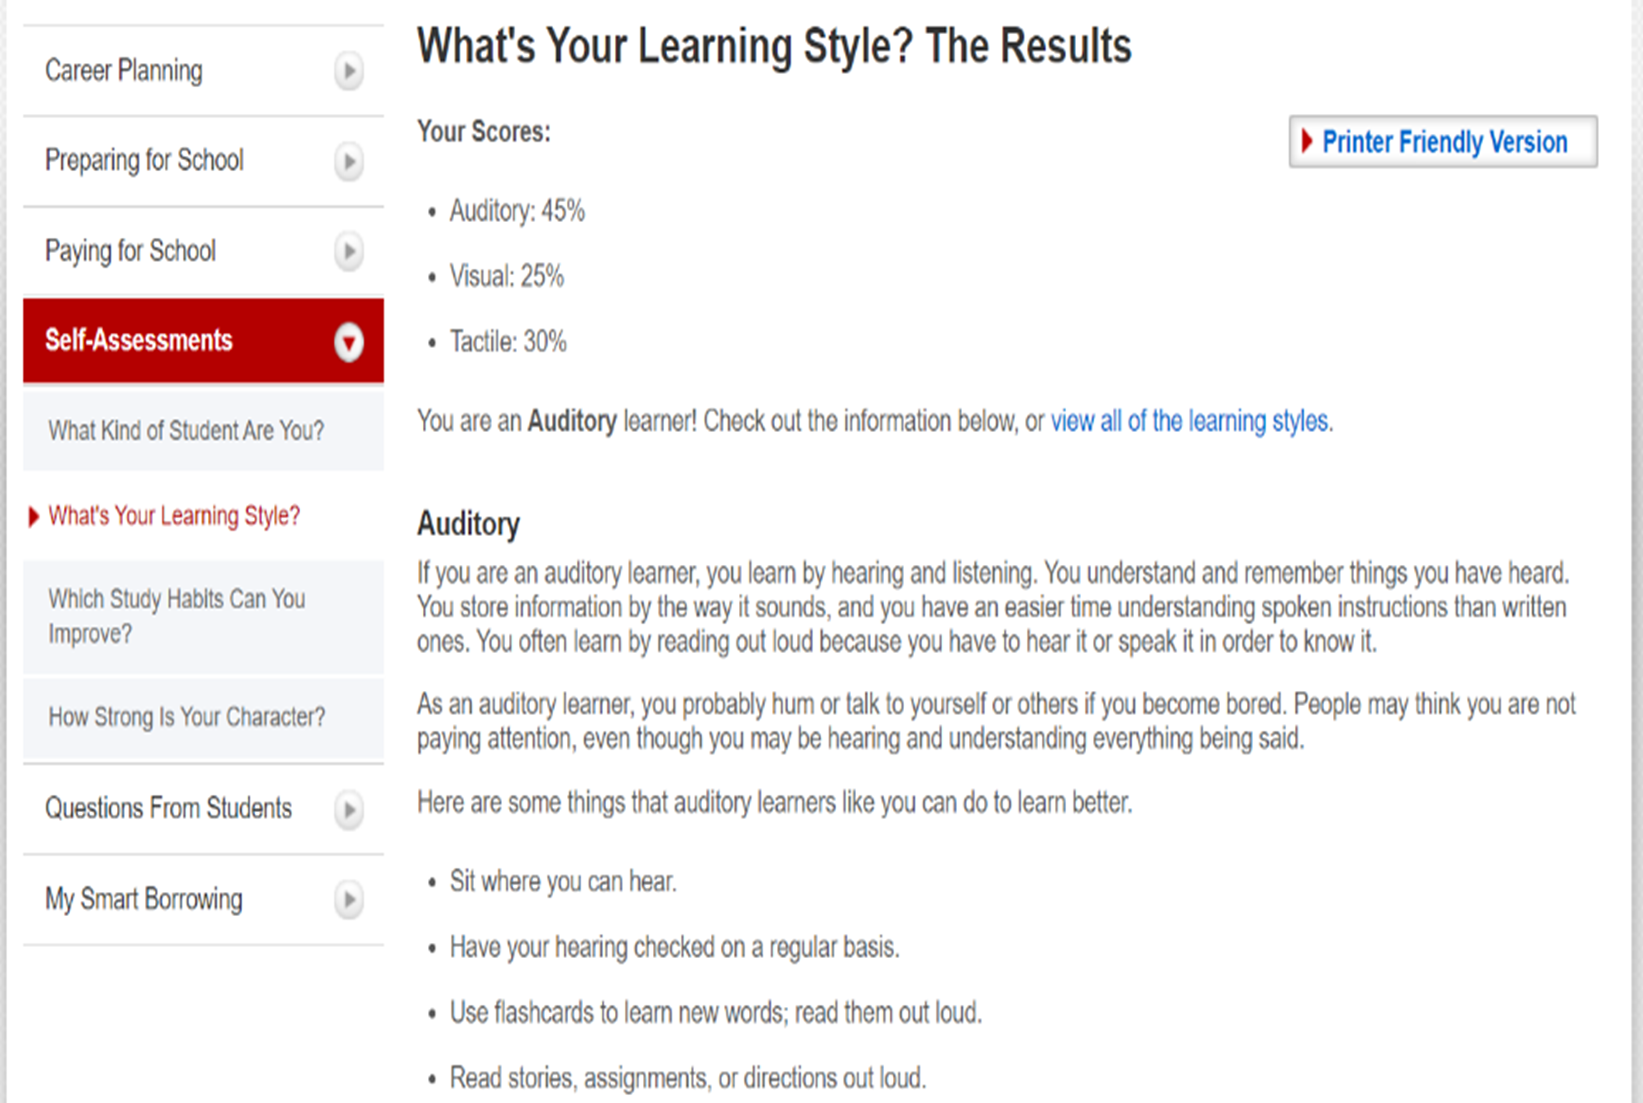 Career Planning
Preparing for School
Paying for School
Self-Assessments
What Kind of Student Are You?
What's Your Learning Style?
Which Study Habits Can You
Improve?
How Strong Is Your Character?
Questions From Students
My Smart Borrowing
What's Your Learning Style? The Results
Your Scores:
Printer Friendly Version
• Auditory: 45%
• Visual: 25%
• Tactile: 30%
You are an Auditory learner! Check out the information below, or view all of the learning styles.
Auditory
If you are an auditory learner, you learn by hearing and listening. You understand and remember things you have heard.
You store information by the way it sounds, and you have an easier time understanding spoken instructions than written
ones. You often learn by reading out loud because you have to hear it or speak it in order to know it.
As an auditory learner, you probably hum or talk to yourself or others if you become bored. People may think you are not
paying attention, even though you may be hearing and understanding everything being said.
Here are some things that auditory learners like you can do to learn better.
• Sit where you can hear.
• Have your hearing checked on a regular basis.
• Use flashcards to learn new words; read them out loud.
• Read stories, assignments, or directions out loud.